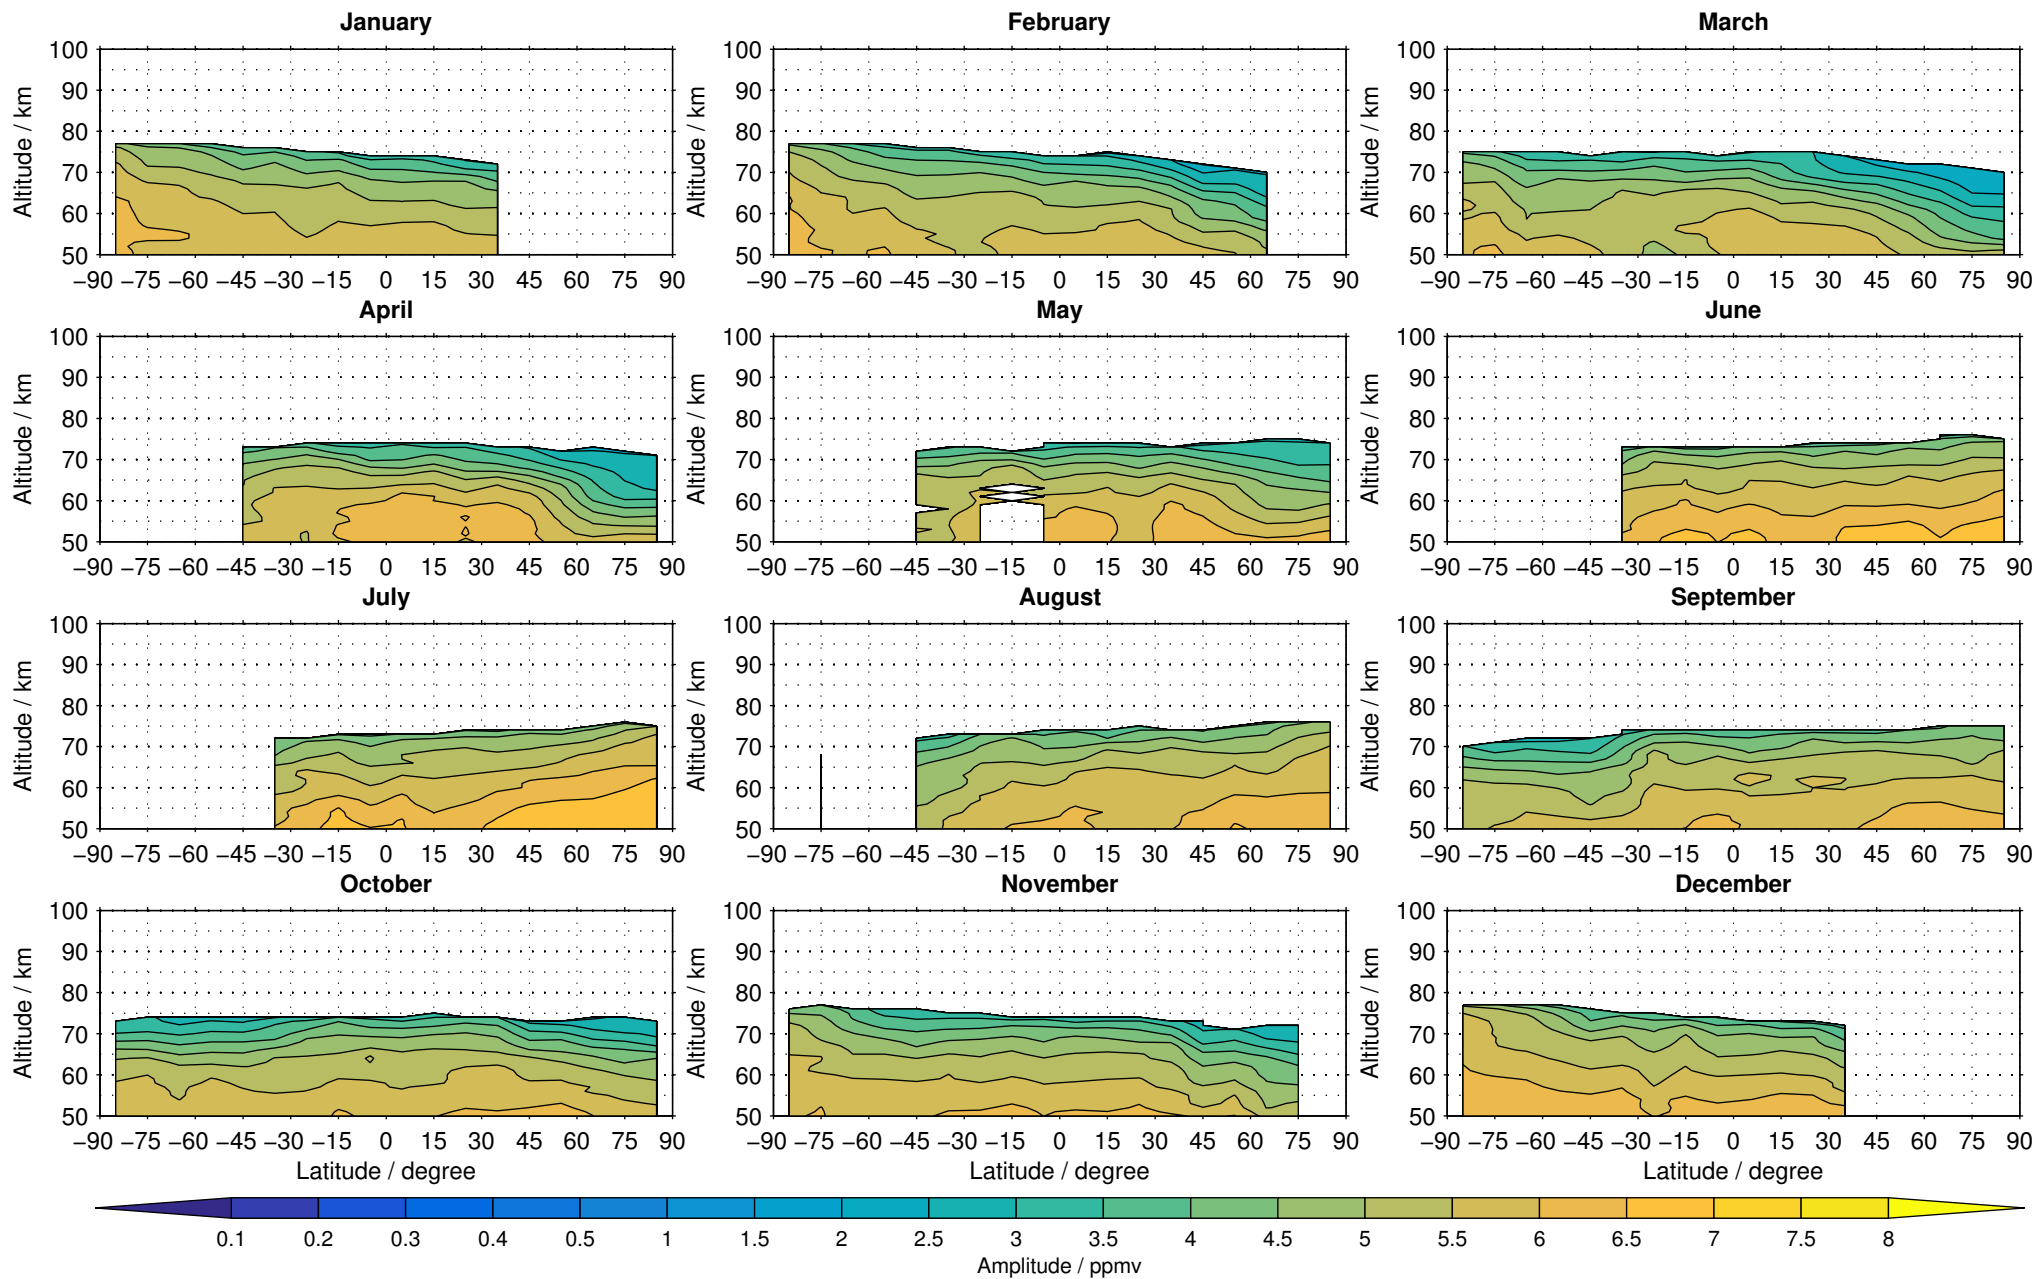 January February March
100 100 100
90 90 90
80 80 80
70 70 70
60 60 60
50 50 50
Altitude / km Altitude / km Altitude / km
−90 −75 −60 −45 −30 −15 0 15 30 45 60 75 90 −90 −75 −60 −45 −30 −15 0 15 30 45 60 75 90 −90 −75 −60 −45 −30 −15 0 15 30 45 60 75 90
April May June
100 100 100
90 90 90
80 80 80
70 70 70
60 60 60
50 50 50
Altitude / km Altitude / km Altitude / km
−90 −75 −60 −45 −30 −15 0 15 30 45 60 75 90 −90 −75 −60 −45 −30 −15 0 15 30 45 60 75 90 −90 −75 −60 −45 −30 −15 0 15 30 45 60 75 90
July August September
100 100 100
90 90 90
80 80 80
70 70 70
60 60 60
50 50 50
Altitude / km Altitude / km Altitude / km
−90 −75 −60 −45 −30 −15 0 15 30 45 60 75 90 −90 −75 −60 −45 −30 −15 0 15 30 45 60 75 90 −90 −75 −60 −45 −30 −15 0 15 30 45 60 75 90
October November December
100 100 100
90 90 90
80 80 80
70 70 70
60 60 60
50 50 50
Altitude / km Altitude / km Altitude / km
−90 −75 −60 −45 −30 −15 0 15 30 45 60 75 90 −90 −75 −60 −45 −30 −15 0 15 30 45 60 75 90 −90 −75 −60 −45 −30 −15 0 15 30 45 60 75 90
Latitude / degree Latitude / degree Latitude / degree
0.1 0.2 0.3 0.4 0.5 1 1.5 2 2.5 3 3.5 4 4.5 5 5.5 6 6.5 7 7.5 8
Amplitude / ppmv